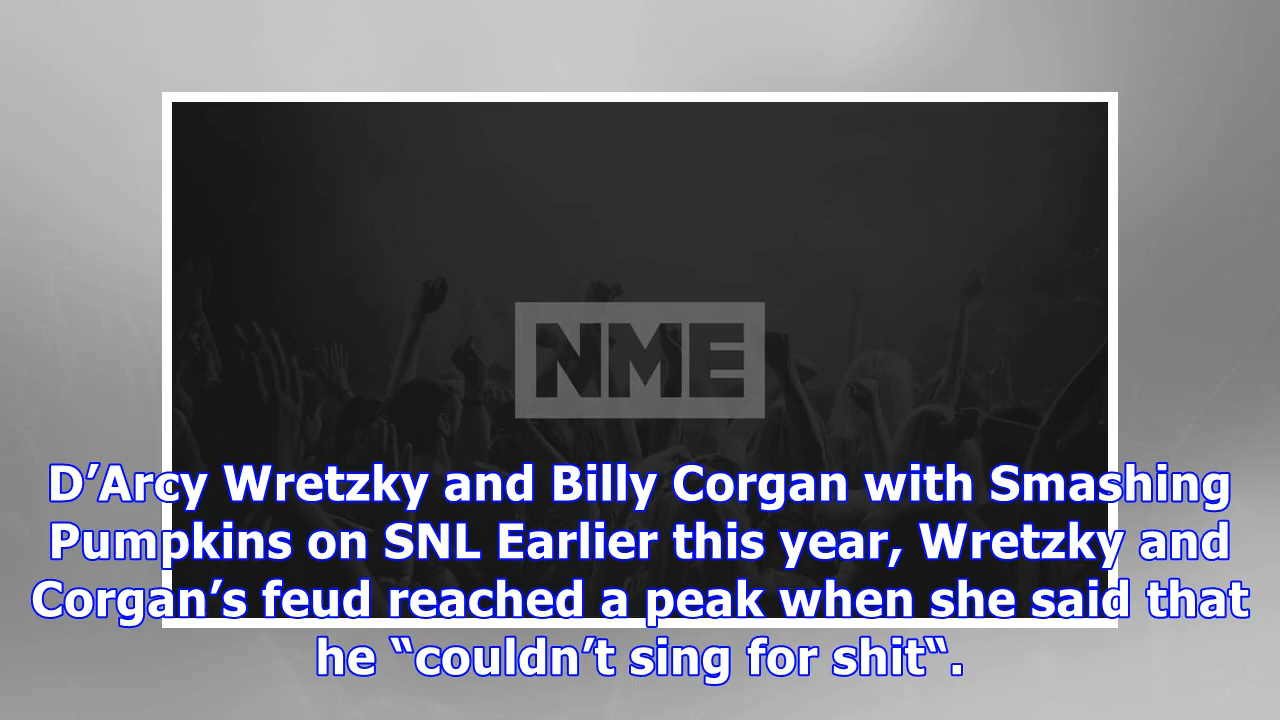 NME
D’Arcy Wretzky and Billy Corgan with Smashing
Pumpkins on SNL Earlier this year, Wretzky and
Corgan’s feud reached a peak when she said that
he “couldn’t sing for shit“.